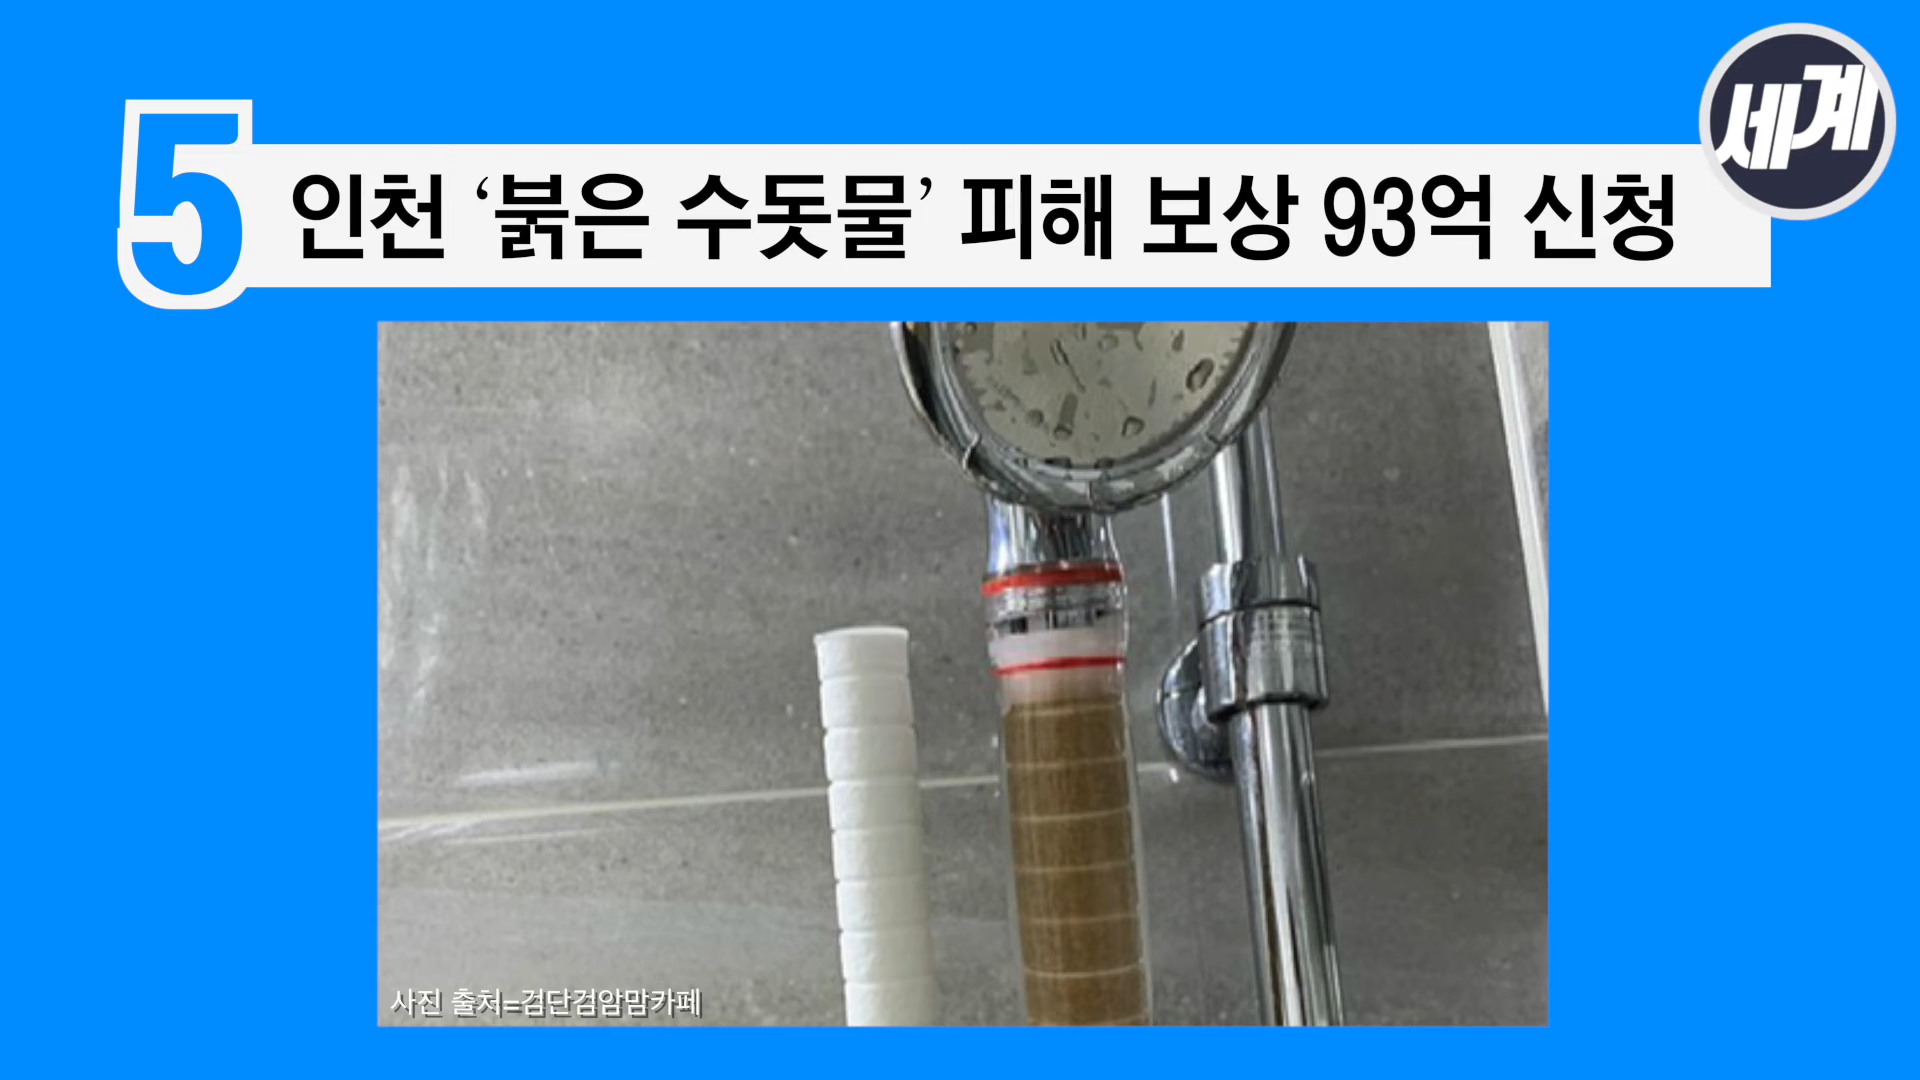 세계
5 인천 ‘붉은 수돗물’ 피해 보상 93억 신청
사진 출처=검단검암맘카페